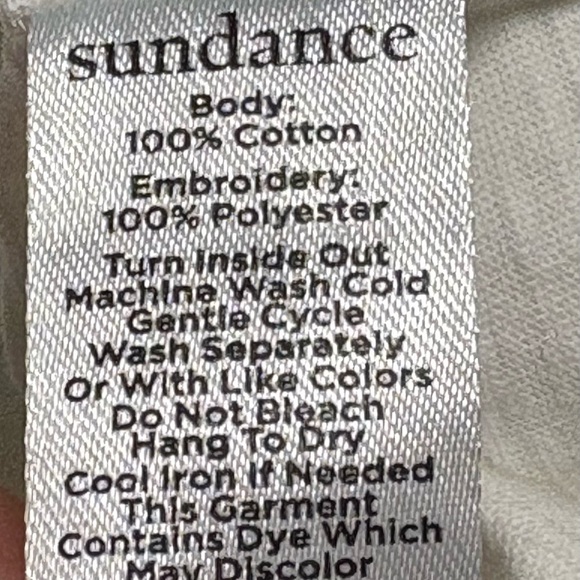 sundance
Body:
100% Cotton
Embroidery:
100% Polyester
Turn Inside Out
Machine Wash Cold
Gentle Cycle
Wash Separately
Or With Like Colors
Do Not Bleach
Hang To Dry
Cool Iron If Needed
This Garment
Contains Dye Which
May Discolor